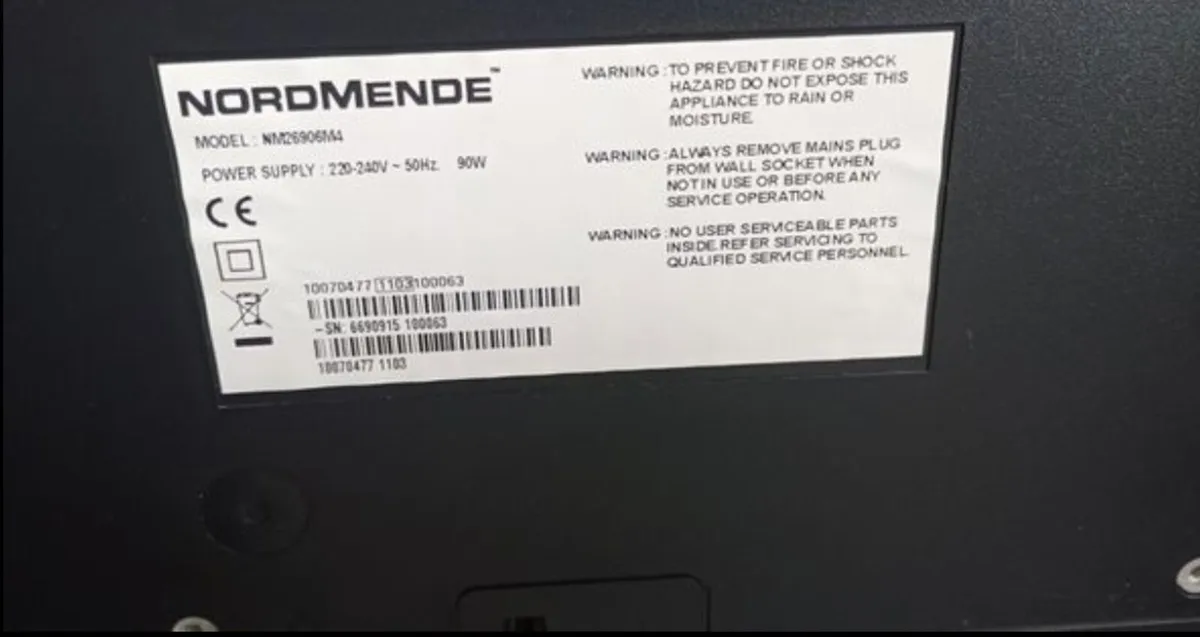 NORDMENDE™
MODEL : NM26906M4
POWER SUPPLY : 220-240V ~ 50Hz. 90W
CE
10070477 1103 100063
-SN: 6690915 100063
10070477 1103
WARNING :TO PREVENT FIRE OR SHOCK
HAZARD DO NOT EXPOSE THIS
APPLIANCE TO RAIN OR
MOISTURE.
WARNING :ALWAYS REMOVE MAINS PLUG
FROM WALL SOCKET WHEN
NOT IN USE OR BEFORE ANY
SERVICE OPERATION.
WARNING :NO USER SERVICEABLE PARTS
INSIDE.REFER SERVICING TO
QUALIFIED SERVICE PERSONNEL.